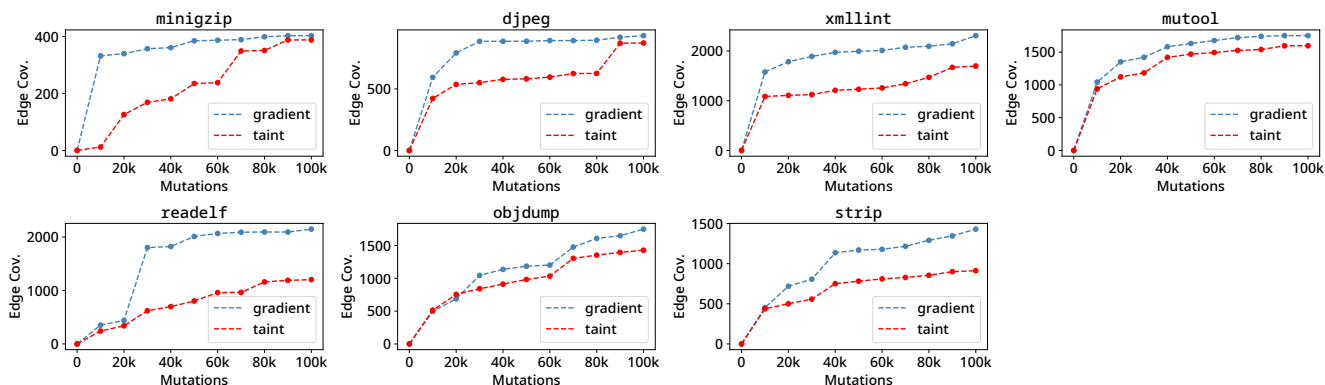 minigzip
400
200
0
Edge Cov.
gradient
taint
0 20k 40k 60k 80k 100k
Mutations
djpeg
500
0
Edge Cov.
gradient
taint
0 20k 40k 60k 80k 100k
Mutations
xmllint
2000
1000
0
Edge Cov.
gradient
taint
0 20k 40k 60k 80k 100k
Mutations
mutool
1500
1000
500
0
Edge Cov.
gradient
taint
0 20k 40k 60k 80k 100k
Mutations
readelf
2000
1000
0
Edge Cov.
gradient
taint
0 20k 40k 60k 80k 100k
Mutations
objdump
1500
1000
500
0
Edge Cov.
gradient
taint
0 20k 40k 60k 80k 100k
Mutations
strip
1500
1000
500
0
Edge Cov.
gradient
taint
0 20k 40k 60k 80k 100k
Mutations